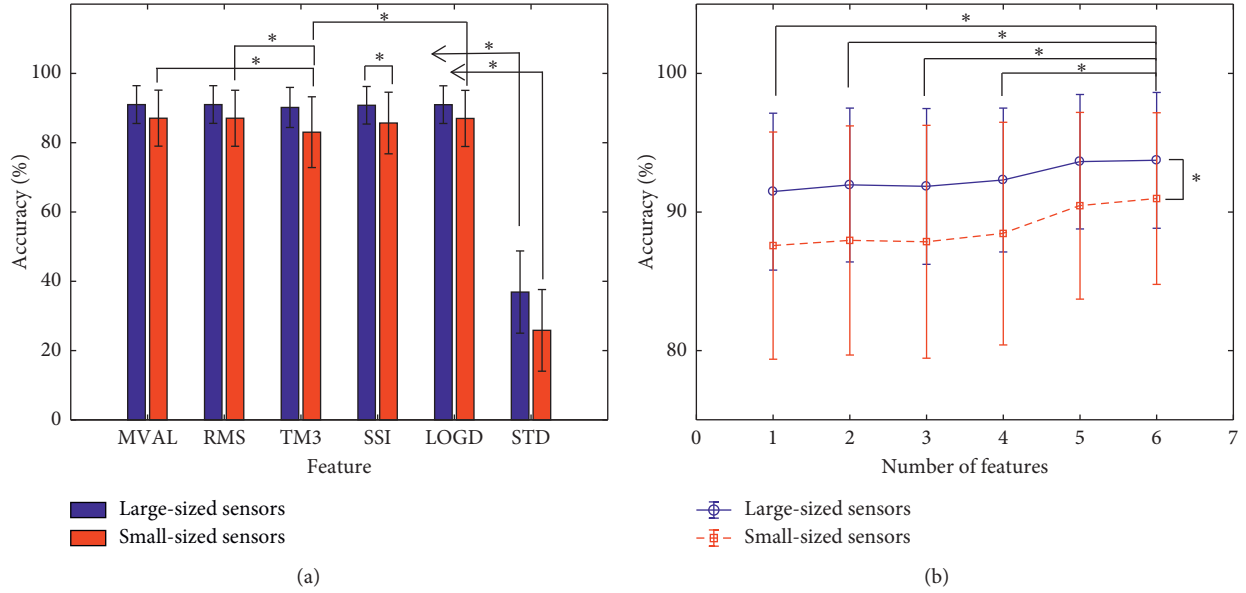 * * * * * *
100
80
60
40
20
0
Accuracy (%)
MVAL RMS TM3 SSI LOGD STD
Feature
Large-sized sensors
Small-sized sensors
(a)
* * * * *
100
90
80
Accuracy (%)
0 1 2 3 4 5 6 7
Number of features
Large-sized sensors
Small-sized sensors
(b)